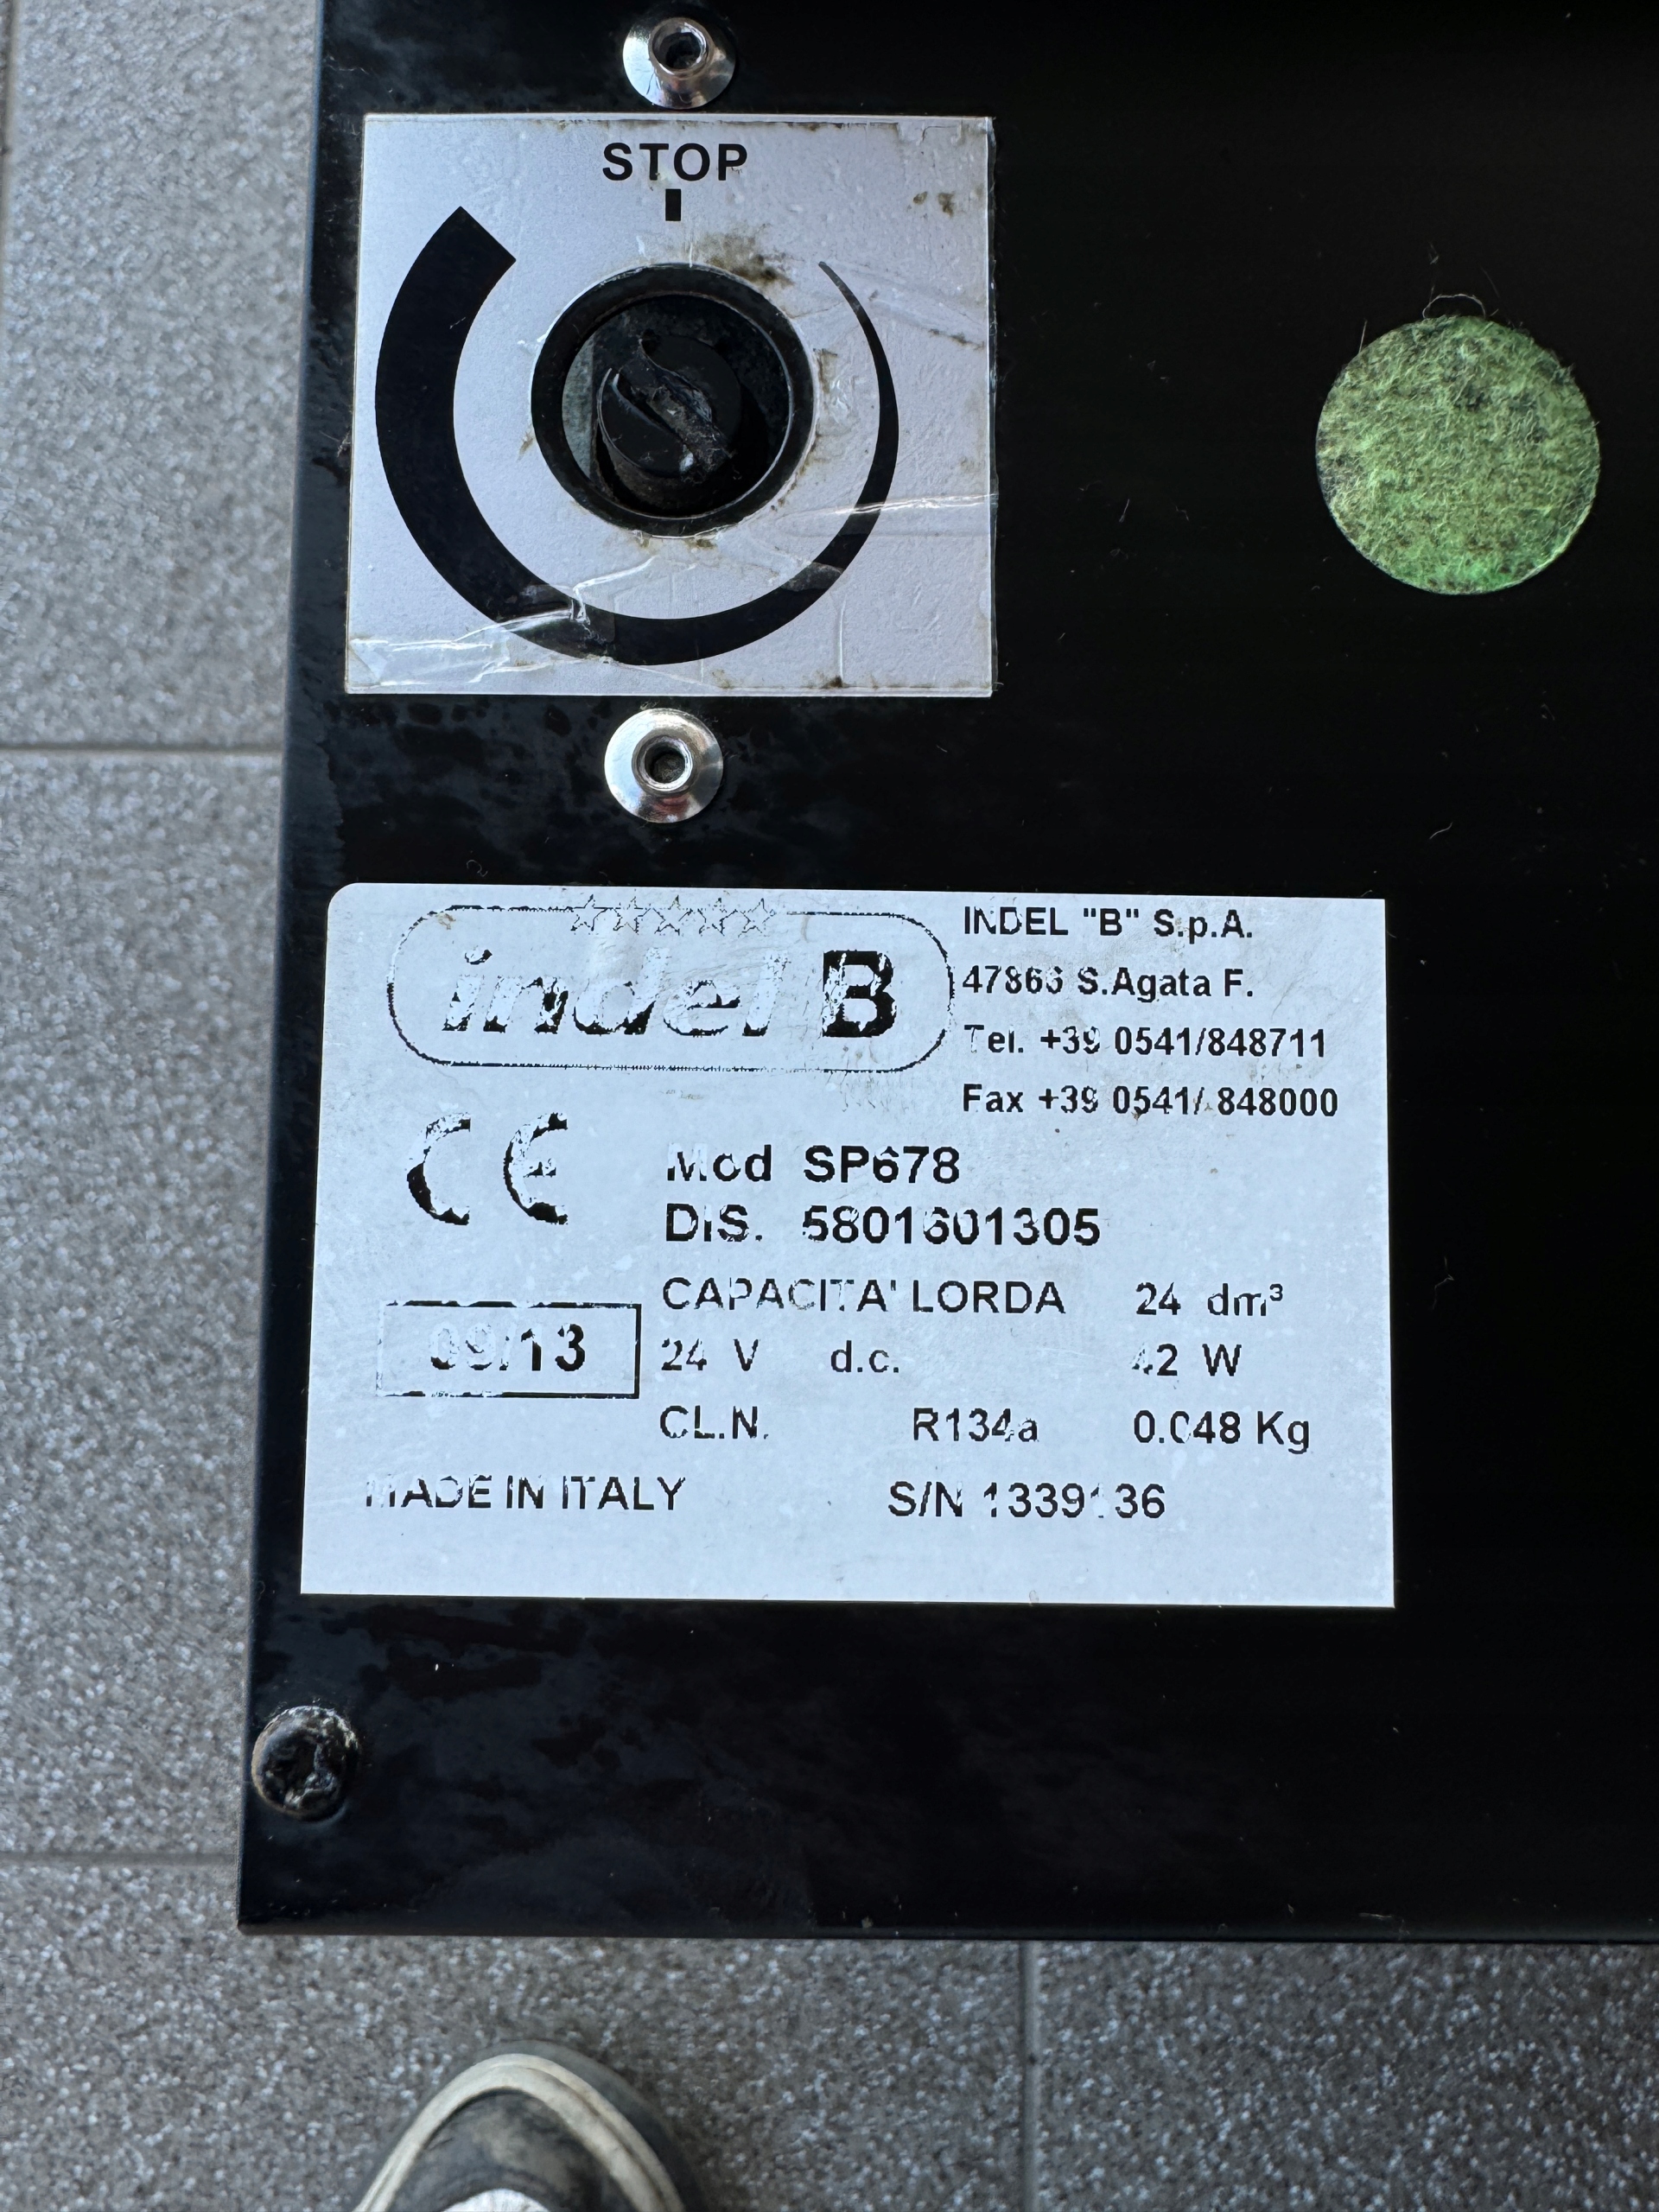 STOP
indel B
INDEL "B" S.p.A.
47866 S.Agata F.
Tel. +39 0541/848711
Fax +39 0541/ 848000
CE
Mod SP678
DIS. 5801601305
CAPACITA' LORDA 24 dm³
09/13
24 V d.c. 42 W
CL.N. R134a 0.048 Kg
MADE IN ITALY S/N 1339136